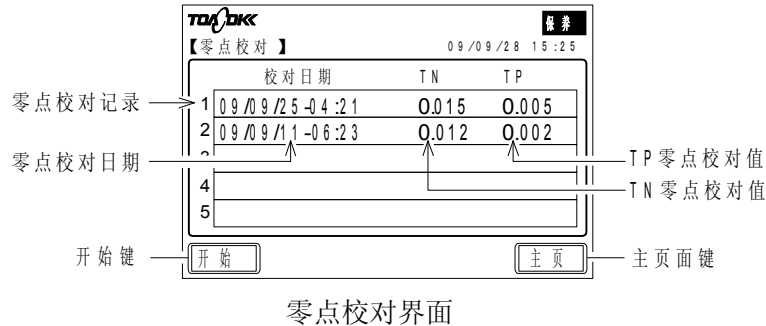 TOA DKK 保养
【零点校对】 09/09/28 15:25
校对日期 TN TP
零点校对记录 1 09/09/25-04:21 0.015 0.005
2 09/09/11-06:23 0.012 0.002
零点校对日期 TP零点校对值
4 TN零点校对值
5
开始键 开始 主页 主页面键
零点校对界面